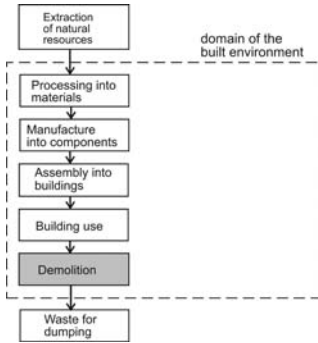 Extraction
of natural
resources
domain of the
built environment
Processing into
materials
Manufacture
into components
Assembly into
buildings
Building use
Demolition
Waste for
dumping